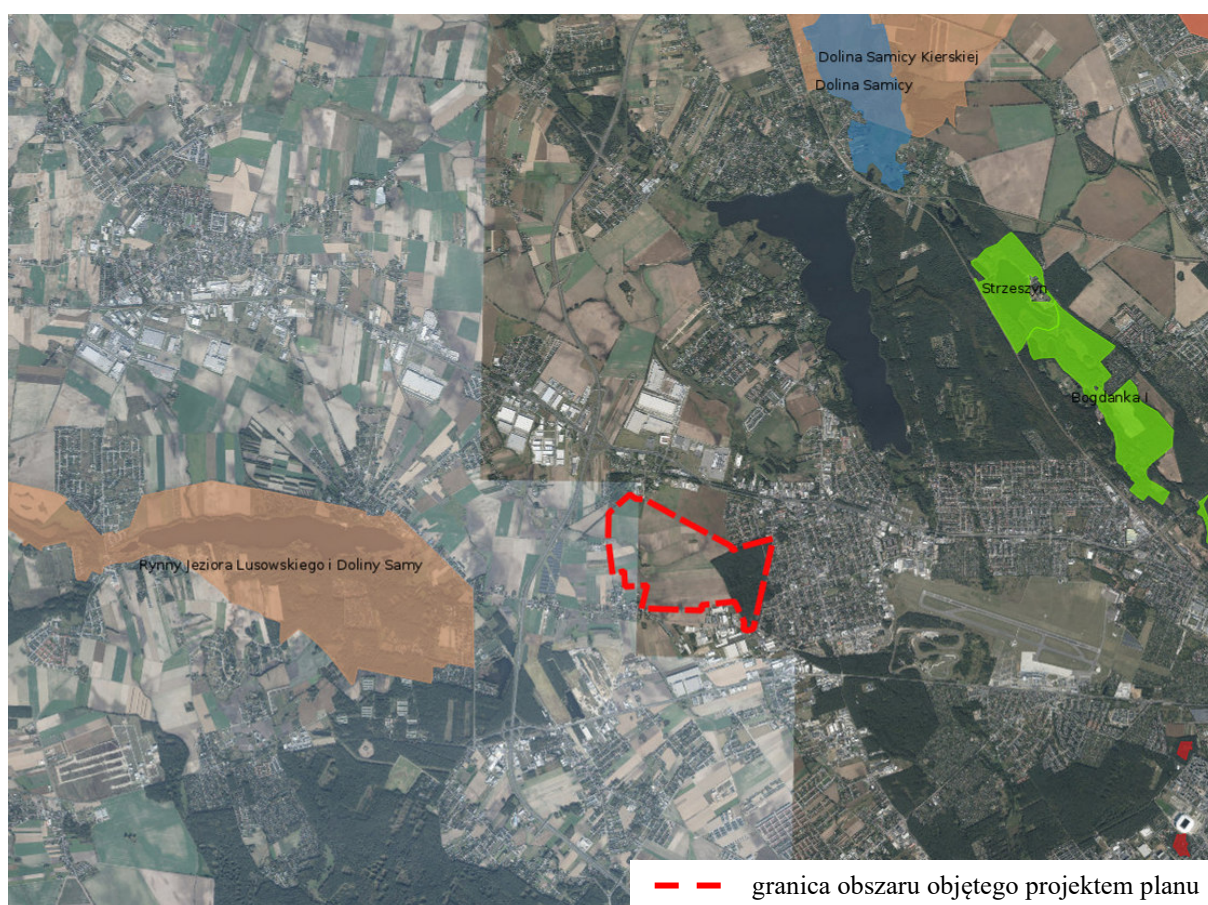 Dolina Samicy Kierskiej
Dolina Samicy
Strzeszyn
Bogdanka I
Rynny Jeziora Lusowskiego i Doliny Samy
granica obszaru objętego projektem planu